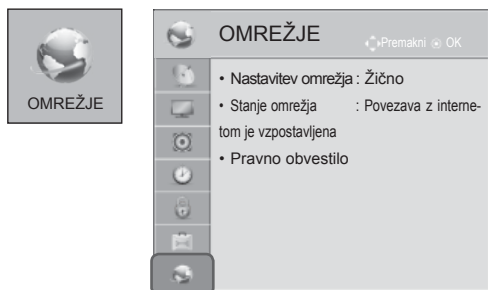 OMREŽJE
OMREŽJE
Premakni OK
• Nastavitev omrežja : Žično
• Stanje omrežja : Povezava z interne-
tom je vzpostavljena
• Pravno obvestilo